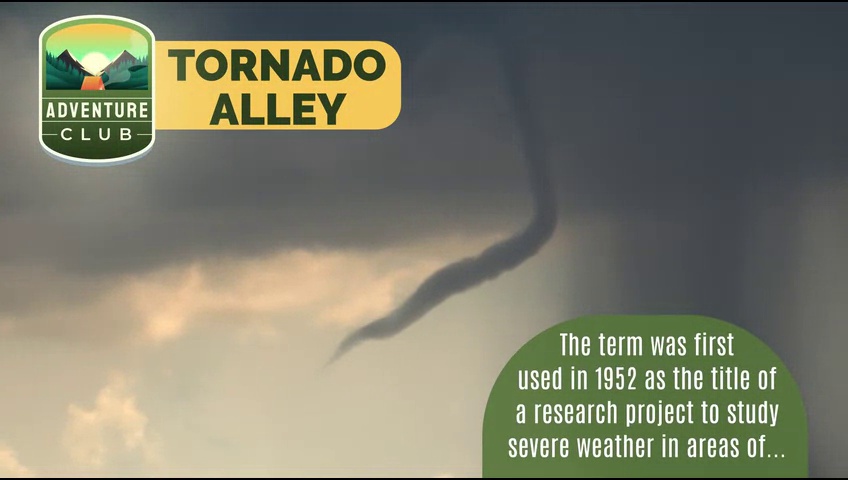 ADVENTURE
CLUB
TORNADO
ALLEY
The term was first
used in 1952 as the title of
a research project to study
severe weather in areas of...